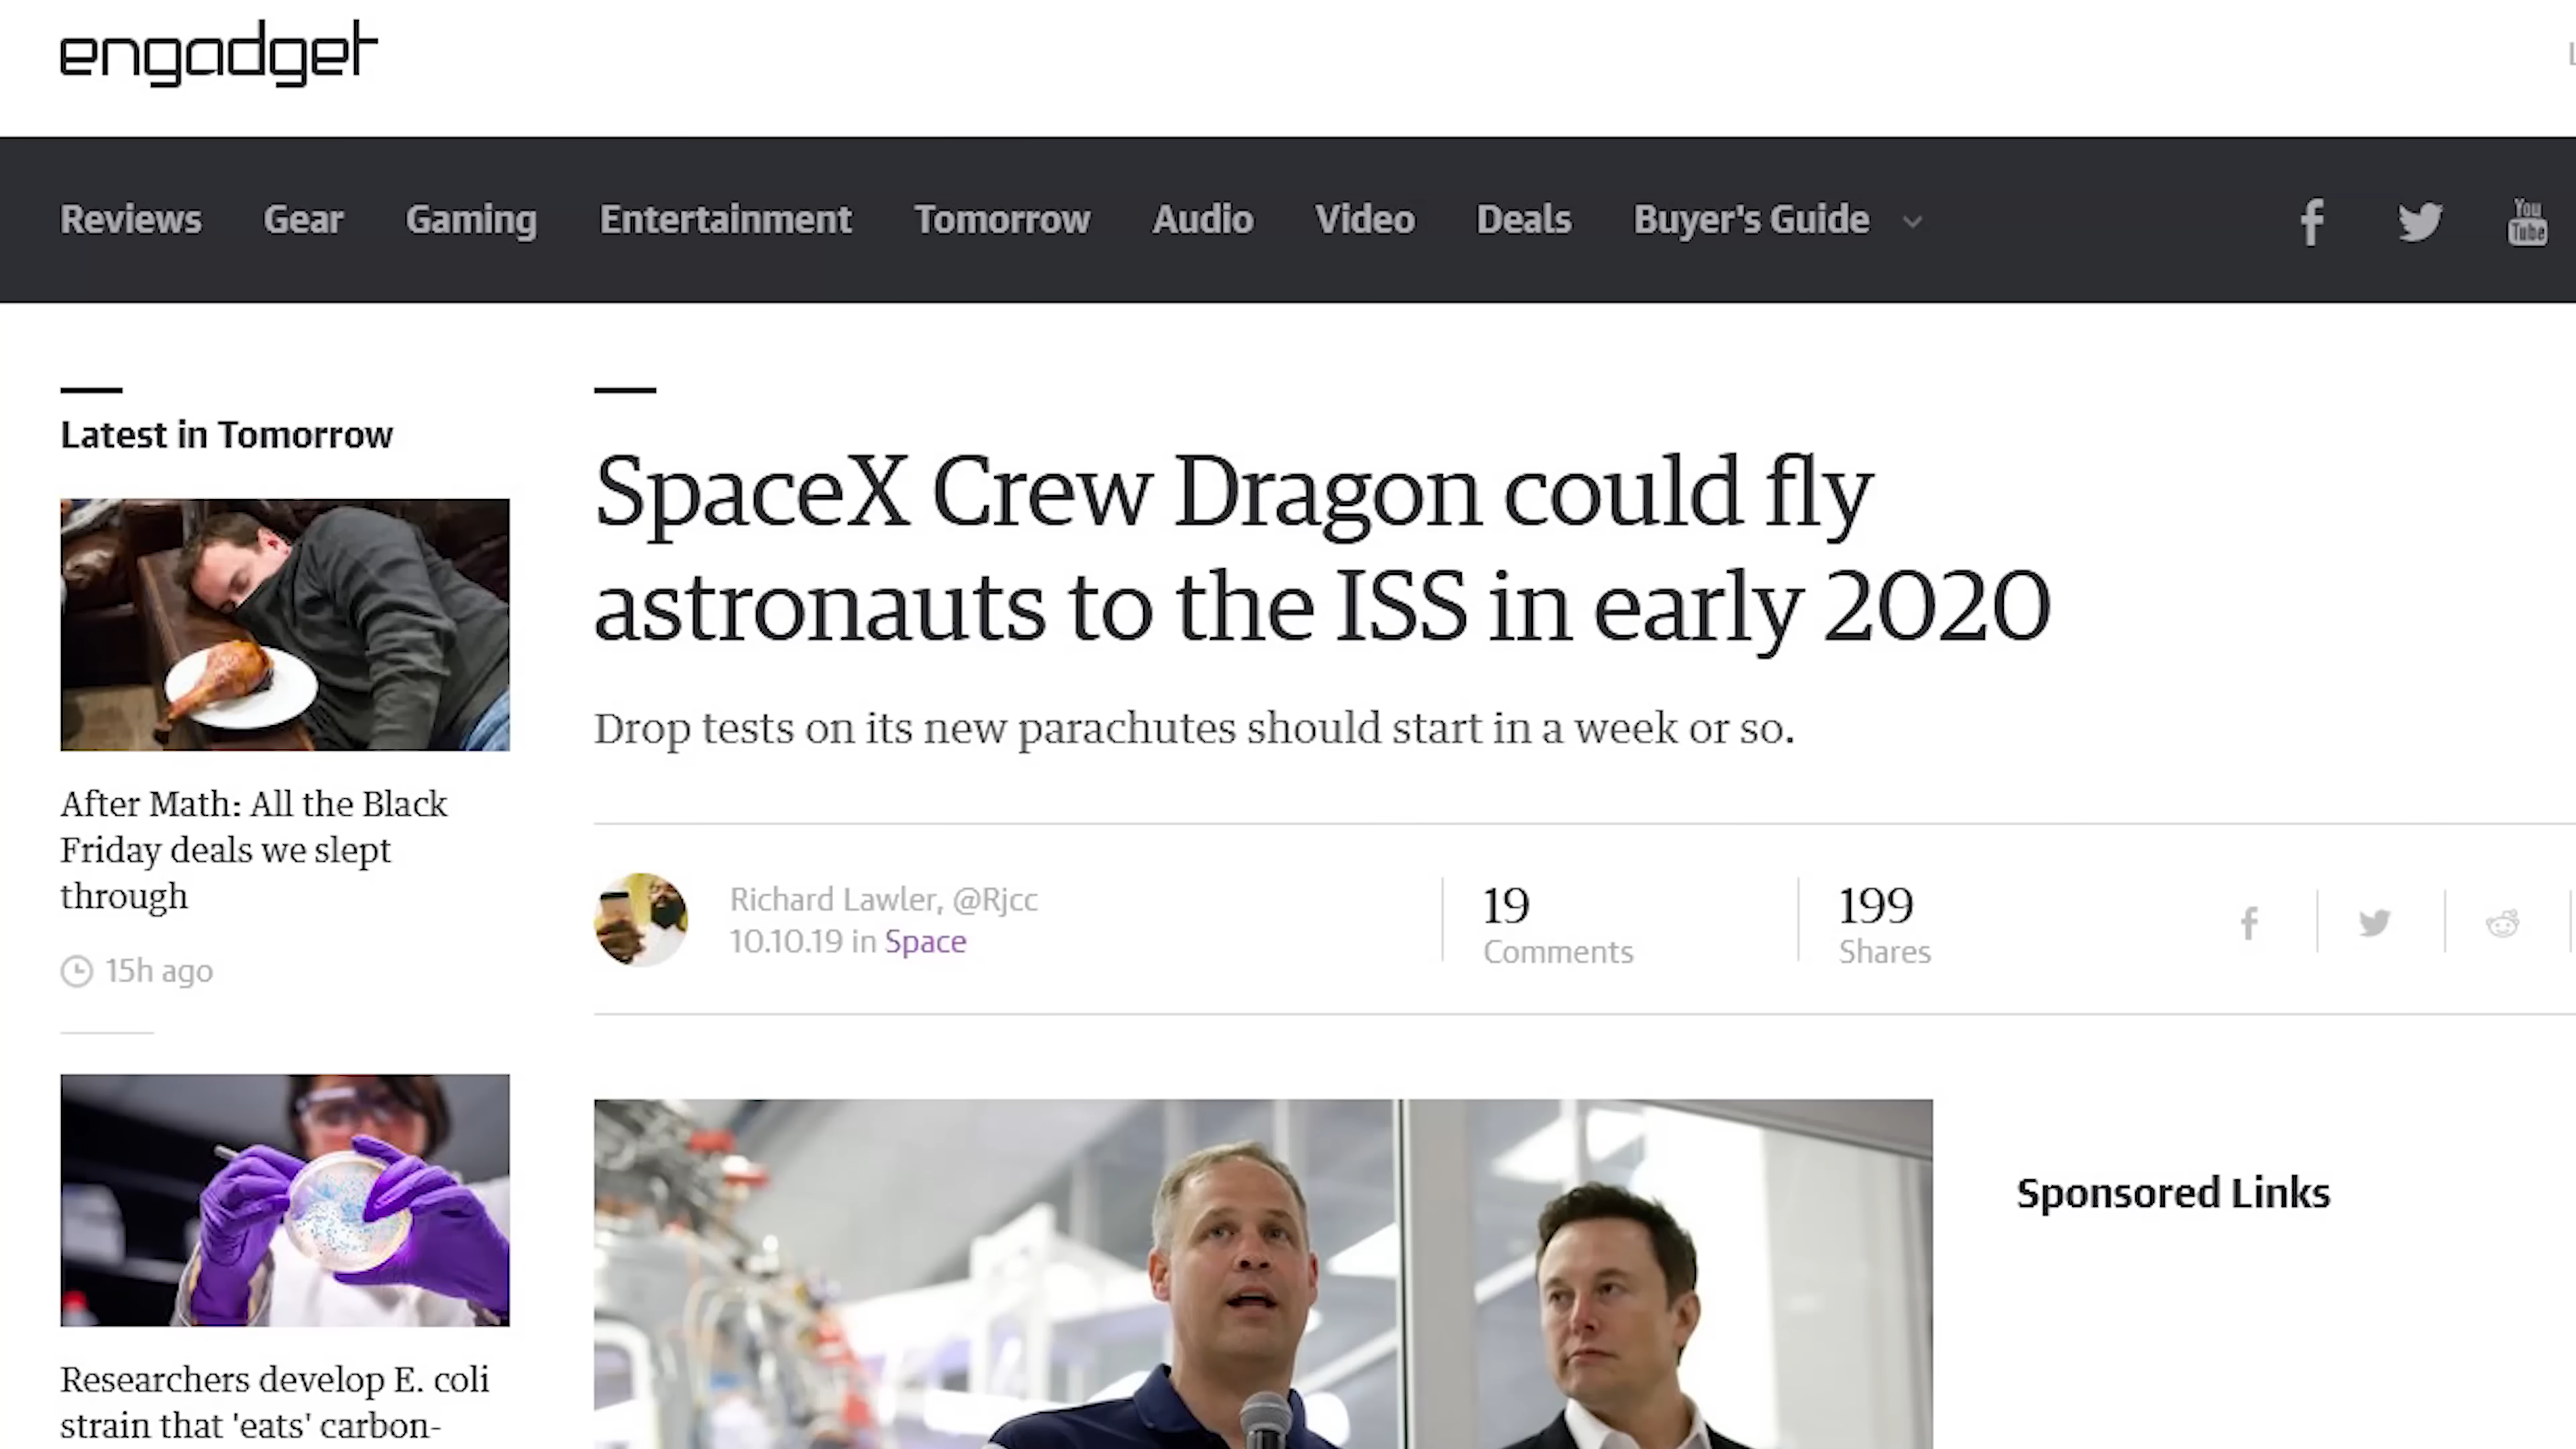 engadget
Reviews Gear Gaming Entertainment Tomorrow Audio Video Deals Buyer's Guide
You
Tube
Latest in Tomorrow
After Math: All the Black
Friday deals we slept
through
15h ago
Researchers develop E. coli
strain that 'eats' carbon-
SpaceX Crew Dragon could fly
astronauts to the ISS in early 2020
Drop tests on its new parachutes should start in a week or so.
Richard Lawler, @Rjcc
10.10.19 in Space
19
Comments
199
Shares
Sponsored Links